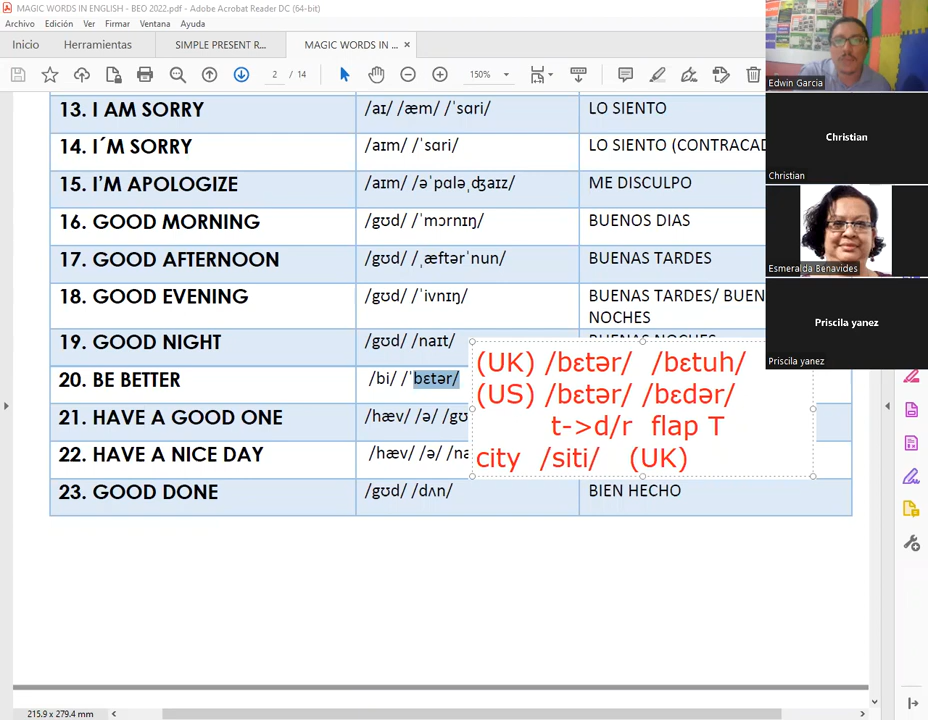 MAGIC WORDS IN ENGLISH - BEO 2022.pdf - Adobe Acrobat Reader DC (64-bit)
Archivo Edición Ver Firmar Ventana Ayuda
Inicio Herramientas SIMPLE PRESENT R... MAGIC WORDS IN ... ×
2 / 14 150%
13. I AM SORRY /aɪ/ /æm/ /ˈsɑri/ LO SIENTO
14. I´M SORRY /aɪm/ /ˈsɑri/ LO SIENTO (CONTRACAD
15. I'M APOLOGIZE /aɪm/ /əˈpɑləˌʤaɪz/ ME DISCULPO
16. GOOD MORNING /gʊd/ /ˈmɔrnɪŋ/ BUENOS DIAS
17. GOOD AFTERNOON /gʊd/ /ˌæftərˈnun/ BUENAS TARDES
18. GOOD EVENING /gʊd/ /ˈivnɪŋ/ BUENAS TARDES/ BUEN
NOCHES
19. GOOD NIGHT /gʊd/ /naɪt/ BUENAS NOCHES
20. BE BETTER /bi/ /ˈbɛtər/
21. HAVE A GOOD ONE /hæv/ /ə/ /gʊ
22. HAVE A NICE DAY /hæv/ /ə/ /na
23. GOOD DONE /gʊd/ /dʌn/ BIEN HECHO
(UK) /bɛtər/ /bɛtuh/
(US) /bɛtər/ /bɛdər/
t->d/r flap T
city /siti/ (UK)
Edwin Garcia
Christian
Christian
Esmeralda Benavides
Priscila yanez
Priscila yanez
215.9 x 279.4 mm